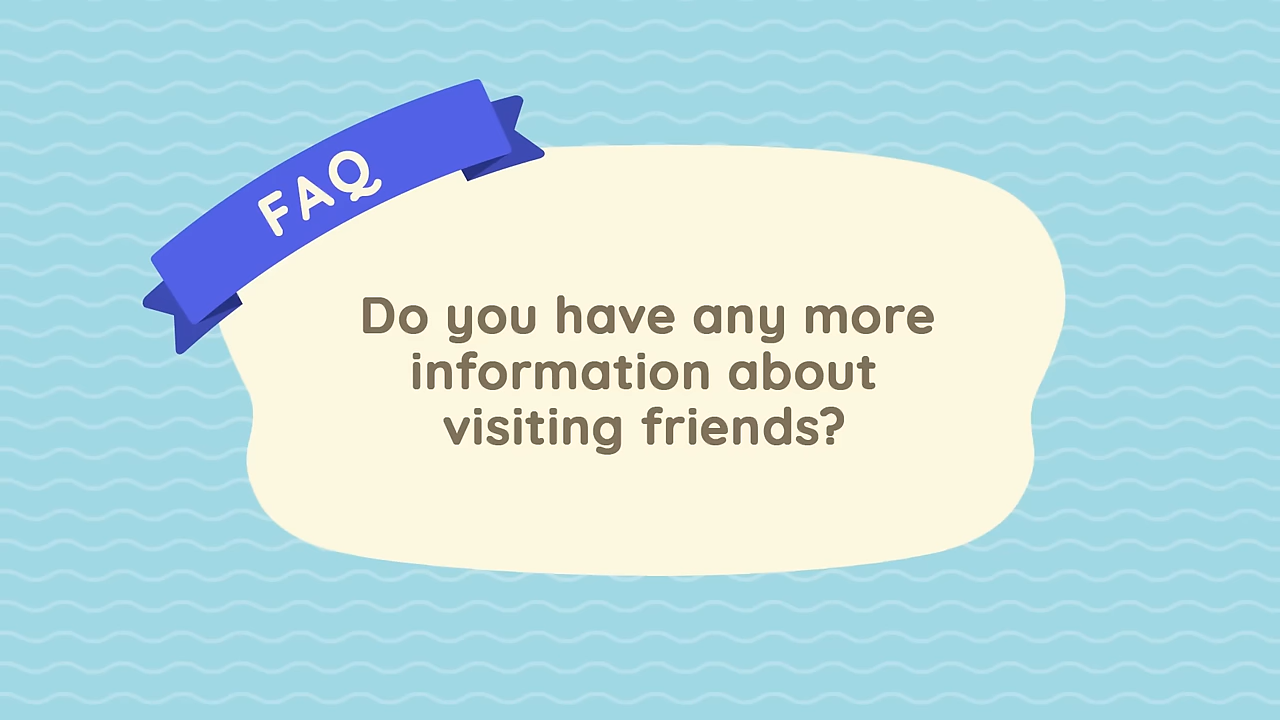 FAQ
Do you have any more
information about
visiting friends?